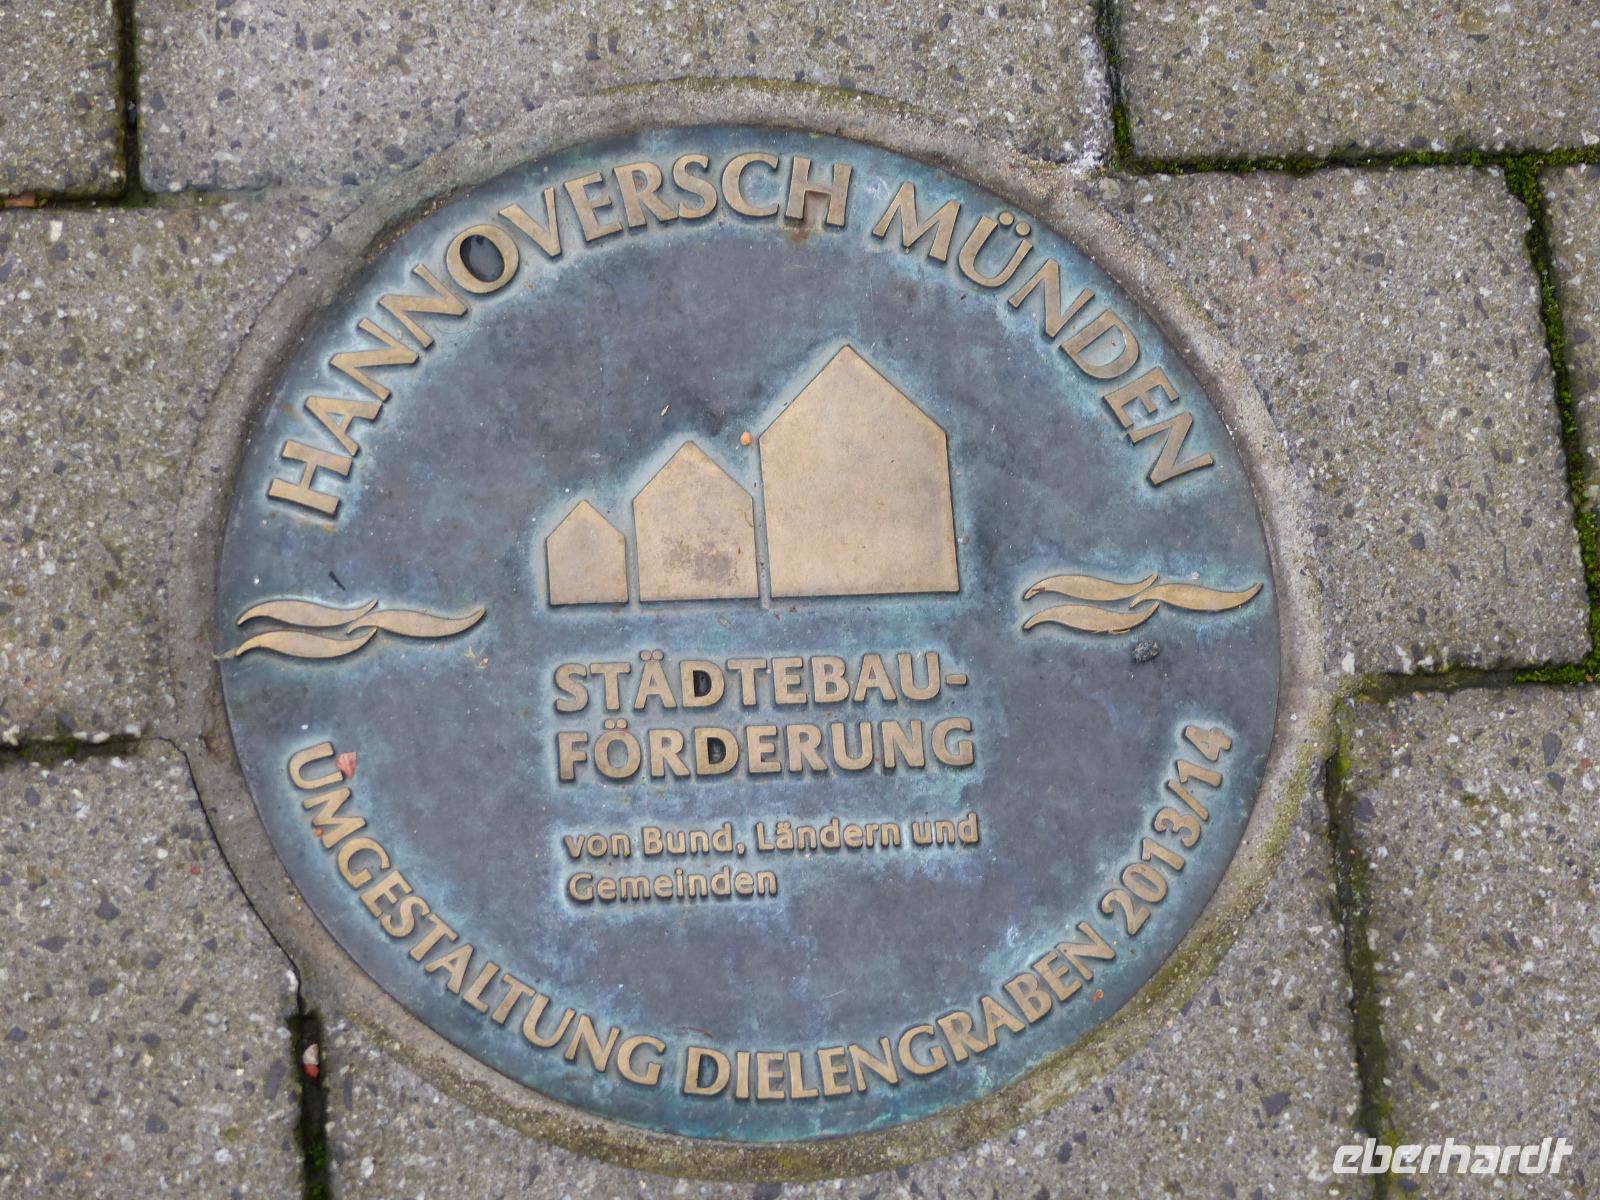 HANNOVERSCH MÜNDEN
STÄDTEBAU-
FÖRDERUNG
von Bund, Ländern und
Gemeinden
UMGESTALTUNG DIELENGRABEN 2013/14
eberhardt